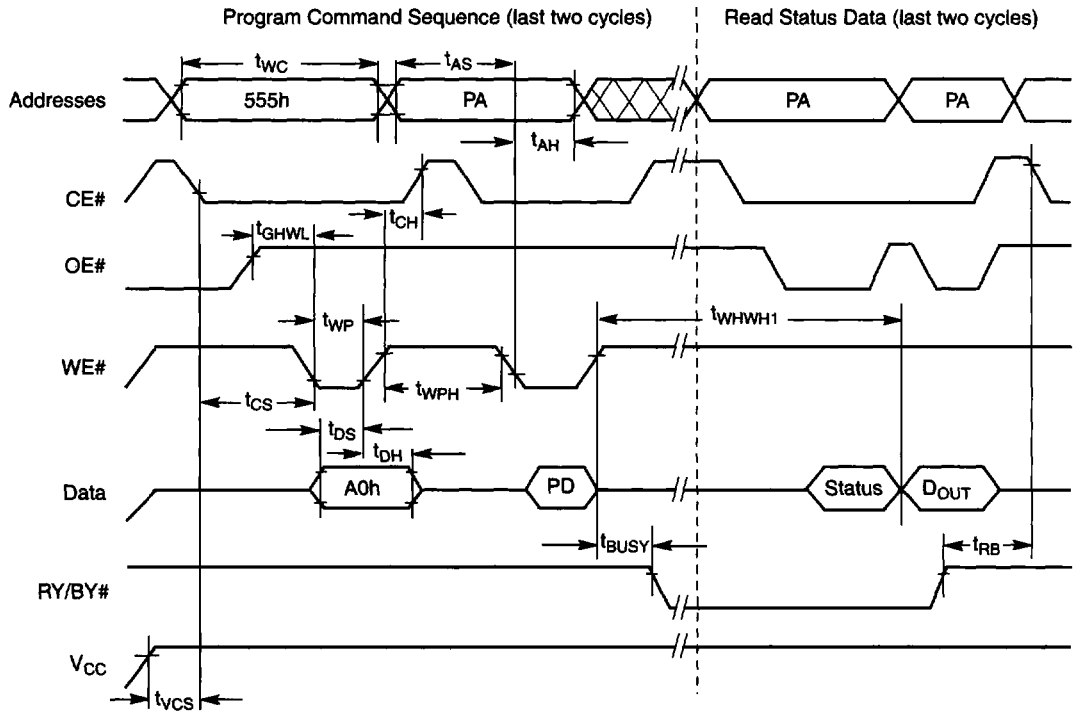 Program Command Sequence (last two cycles) Read Status Data (last two cycles)
tWC tAS
Addresses 555h PA PA PA
tAH
CE#
tCH
tGHWL
OE#
tWP tWHWH1
WE#
tCS tWPH
tDS
tDH
Data A0h PD Status DOUT
tBUSY tRB
RY/BY#
VCC
tVCS